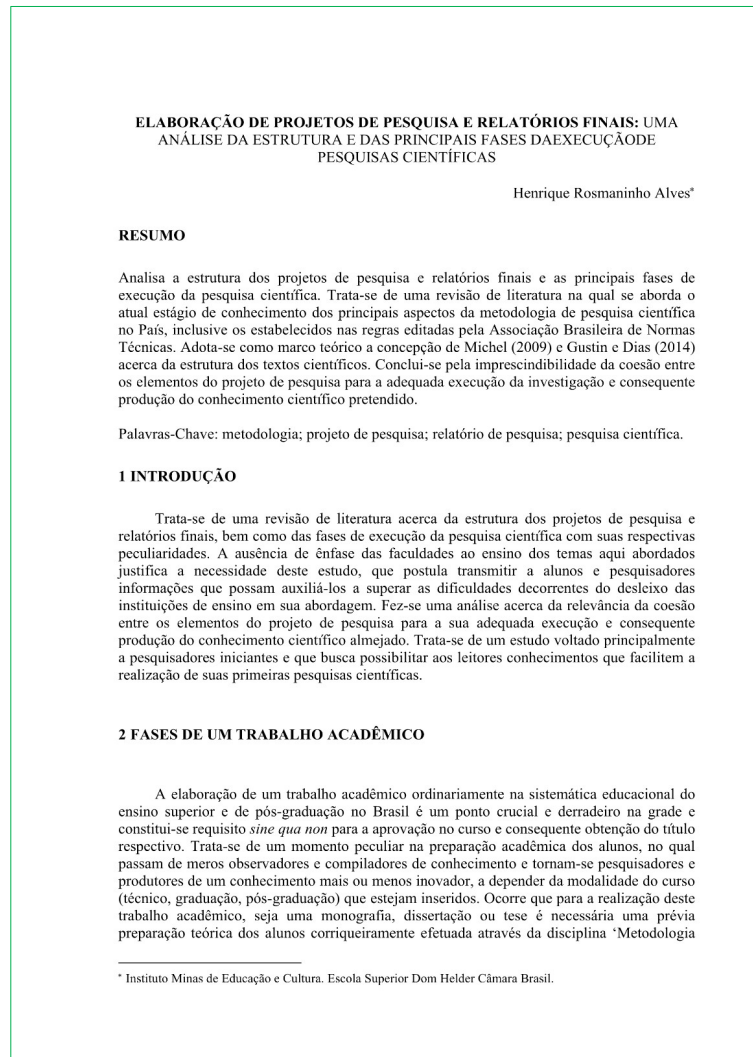 ELABORAÇÃO DE PROJETOS DE PESQUISA E RELATÓRIOS FINAIS: UMA
ANÁLISE DA ESTRUTURA E DAS PRINCIPAIS FASES DAEXECUÇÃODE
PESQUISAS CIENTÍFICAS
Henrique Rosmaninho Alves*
RESUMO
Analisa a estrutura dos projetos de pesquisa e relatórios finais e as principais fases de
execução da pesquisa científica. Trata-se de uma revisão de literatura na qual se aborda o
atual estágio de conhecimento dos principais aspectos da metodologia de pesquisa científica
no País, inclusive os estabelecidos nas regras editadas pela Associação Brasileira de Normas
Técnicas. Adota-se como marco teórico a concepção de Michel (2009) e Gustin e Dias (2014)
acerca da estrutura dos textos científicos. Conclui-se pela imprescindibilidade da coesão entre
os elementos do projeto de pesquisa para a adequada execução da investigação e consequente
produção do conhecimento científico pretendido.
Palavras-Chave: metodologia; projeto de pesquisa; relatório de pesquisa; pesquisa científica.
1 INTRODUÇÃO
Trata-se de uma revisão de literatura acerca da estrutura dos projetos de pesquisa e
relatórios finais, bem como das fases de execução da pesquisa científica com suas respectivas
peculiaridades. A ausência de ênfase das faculdades ao ensino dos temas aqui abordados
justifica a necessidade deste estudo, que postula transmitir a alunos e pesquisadores
informações que possam auxiliá-los a superar as dificuldades decorrentes do desleixo das
instituições de ensino em sua abordagem. Fez-se uma análise acerca da relevância da coesão
entre os elementos do projeto de pesquisa para a sua adequada execução e consequente
produção do conhecimento científico almejado. Trata-se de um estudo voltado principalmente
a pesquisadores iniciantes e que busca possibilitar aos leitores conhecimentos que facilitem a
realização de suas primeiras pesquisas científicas.
2 FASES DE UM TRABALHO ACADÊMICO
A elaboração de um trabalho acadêmico ordinariamente na sistemática educacional do
ensino superior e de pós-graduação no Brasil é um ponto crucial e derradeiro na grade e
constitui-se requisito sine qua non para a aprovação no curso e consequente obtenção do título
respectivo. Trata-se de um momento peculiar na preparação acadêmica dos alunos, no qual
passam de meros observadores e compiladores de conhecimento e tornam-se pesquisadores e
produtores de um conhecimento mais ou menos inovador, a depender da modalidade do curso
(técnico, graduação, pós-graduação) que estejam inseridos. Ocorre que para a realização deste
trabalho acadêmico, seja uma monografia, dissertação ou tese é necessária uma prévia
preparação teórica dos alunos corriqueiramente efetuada através da disciplina ‘Metodologia
* Instituto Minas de Educação e Cultura. Escola Superior Dom Helder Câmara Brasil.